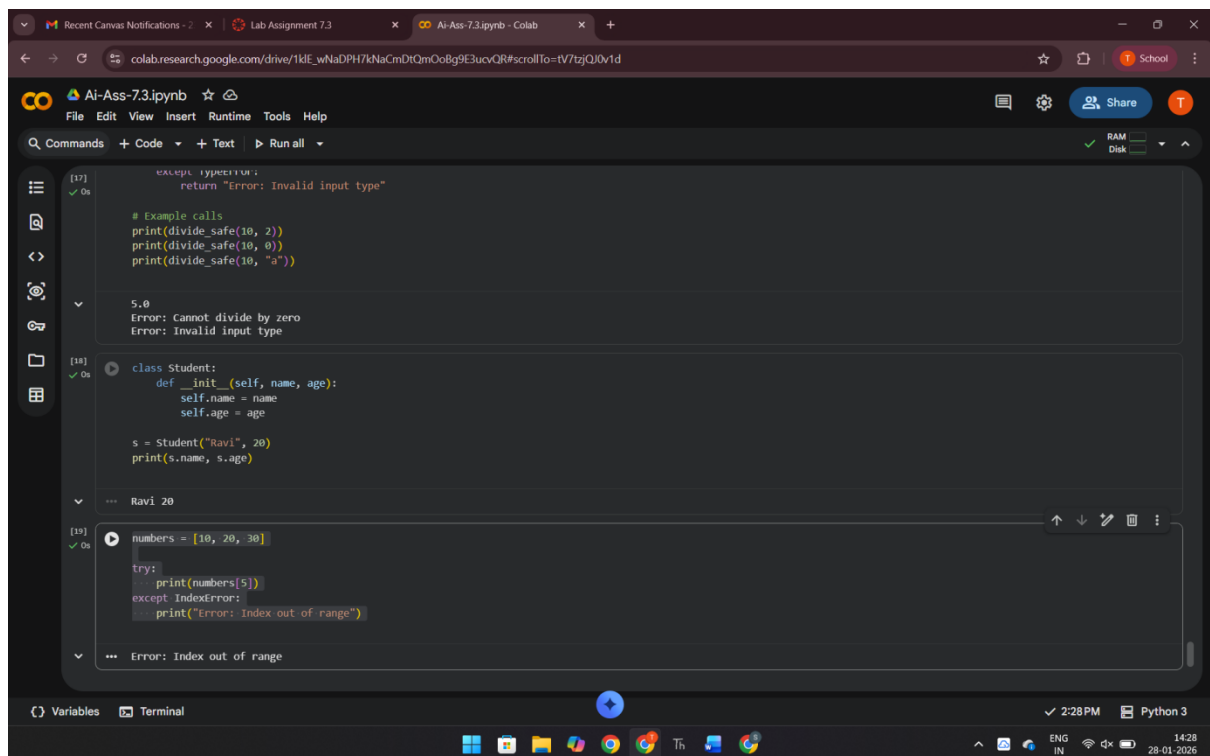 Recent Canvas Notifications - 2
Lab Assignment 7.3
Ai-Ass-7.3.ipynb - Colab
colab.research.google.com/drive/1klE_wNaDPH7kNaCmDtQmOoBg9E3ucvQR#scrollTo=tV7tzjQJ0v1d
T School
Ai-Ass-7.3.ipynb
File Edit View Insert Runtime Tools Help
Share
T
Commands + Code + Text Run all
RAM
Disk
[17]
0s
except TypeError:
return "Error: Invalid input type"
# Example calls
print(divide_safe(10, 2))
print(divide_safe(10, 0))
print(divide_safe(10, "a"))
5.0
Error: Cannot divide by zero
Error: Invalid input type
[18]
0s
class Student:
def __init__(self, name, age):
self.name = name
self.age = age
s = Student("Ravi", 20)
print(s.name, s.age)
Ravi 20
[19]
0s
numbers = [10, 20, 30]
try:
print(numbers[5])
except IndexError:
print("Error: Index out of range")
Error: Index out of range
Variables Terminal
2:28 PM Python 3
Th
ENG
IN
14:28
28-01-2026